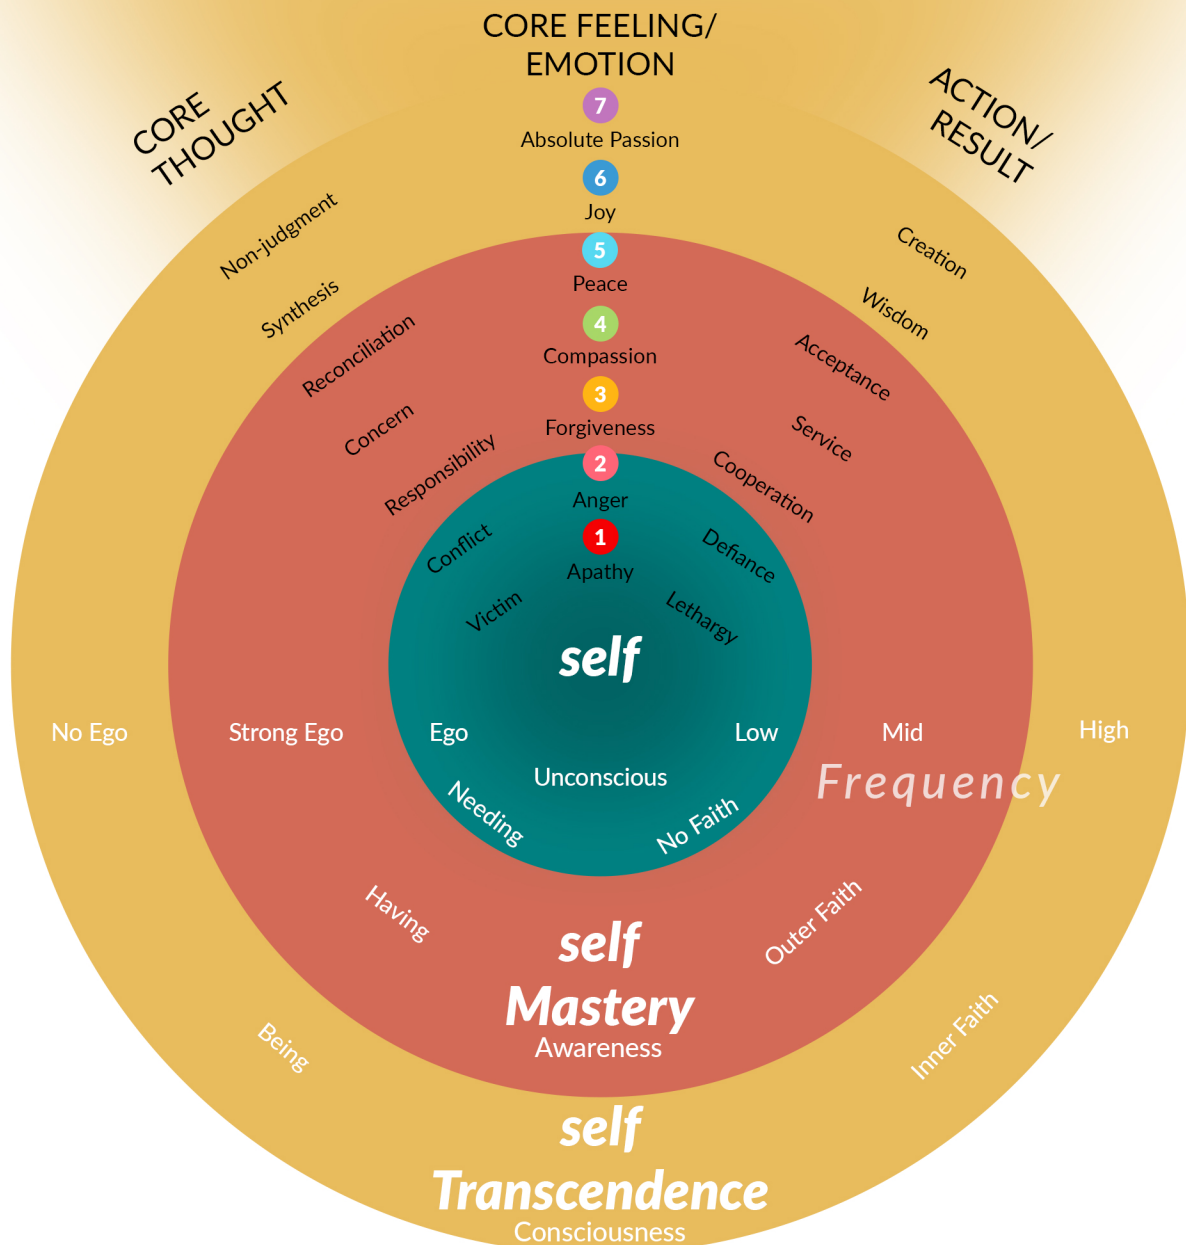 CORE FEELING/
EMOTION
CORE
THOUGHT
ACTION/
RESULT
7
Absolute Passion
6
Joy
Non-judgment
Creation
5
Peace
Synthesis
Wisdom
4
Compassion
Reconciliation
Acceptance
3
Forgiveness
Concern
Service
2
Anger
Responsibility
Cooperation
1
Apathy
Conflict
Defiance
Victim
Lethargy
self
No Ego
Strong Ego
Ego
Low
Mid
High
Frequency
Unconscious
Needing
No Faith
Having
Outer Faith
self
Mastery
Awareness
Being
Inner Faith
self
Transcendence
Consciousness